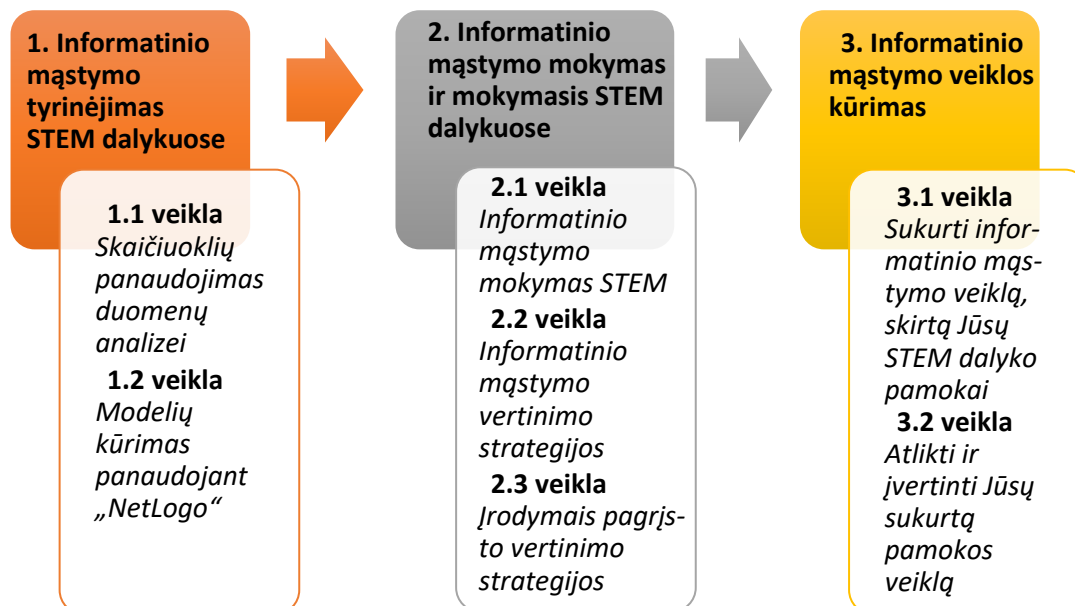 1. Informatinio
mąstymo
tyrinėjimas
STEM dalykuose
1.1 veikla
Skaičiuoklių
panaudojimas
duomenų
analizei
1.2 veikla
Modelių
kūrimas
panaudojant
„NetLogo“
2. Informatinio
mąstymo mokymas
ir mokymasis STEM
dalykuose
2.1 veikla
Informatinio
mąstymo
mokymas STEM
2.2 veikla
Informatinio
mąstymo
vertinimo
strategijos
2.3 veikla
Įrodymais pagrįs-
to vertinimo
strategijos
3. Informatinio
mąstymo veiklos
kūrimas
3.1 veikla
Sukurti infor-
matinio mąs-
tymo veiklą,
skirtą Jūsų
STEM dalyko
pamokai
3.2 veikla
Atlikti ir
įvertinti Jūsų
sukurtą
pamokos
veiklą